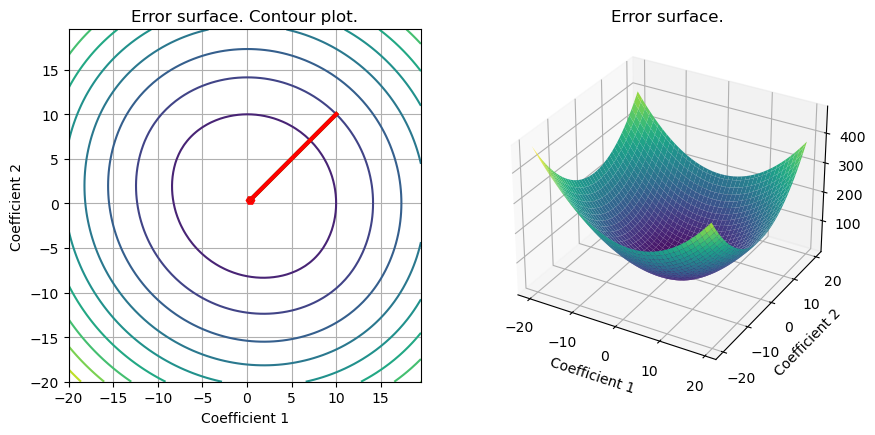 Error surface. Contour plot.
15
10
5
0
−5
−10
−15
−20
−20 −15 −10 −5 0 5 10 15
Coefficient 1
Coefficient 2
Error surface.
400
300
200
100
−20 −10 0 10 20
Coefficient 1
−20 −10 0 10 20
Coefficient 2